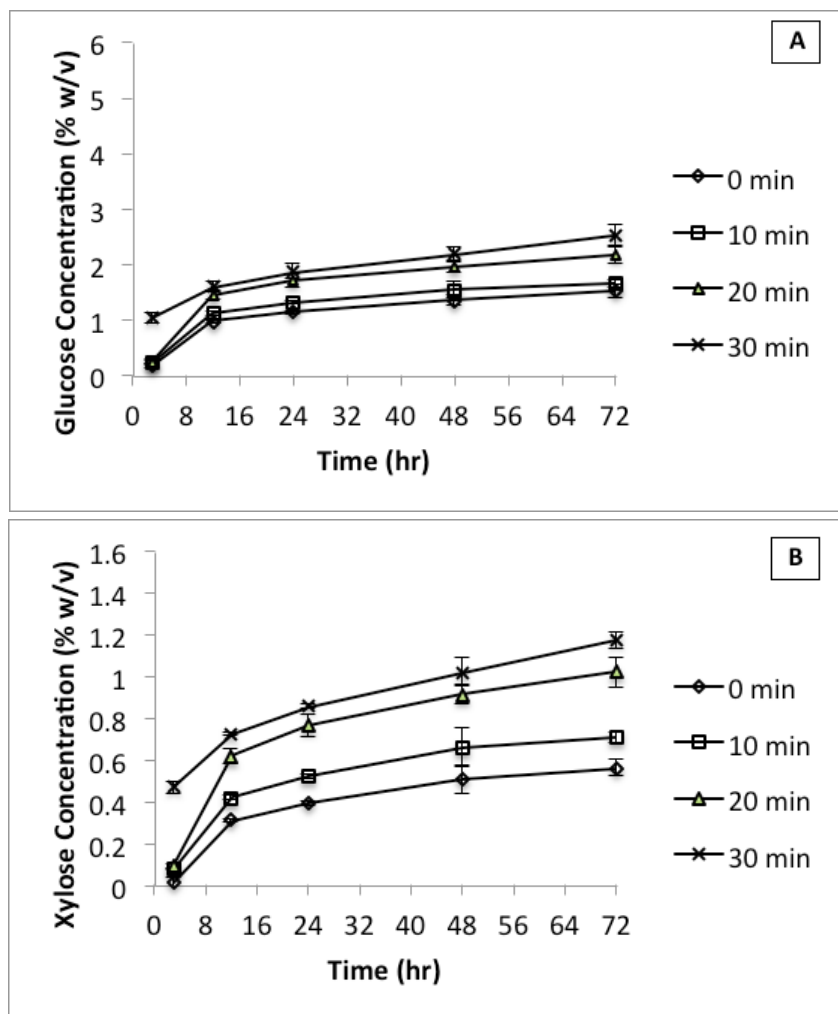 A
Glucose Concentration (% w/v)
6
5
4
3
2
1
0
0 8 16 24 32 40 48 56 64 72
Time (hr)
0 min
10 min
20 min
30 min
B
Xylose Concentration (% w/v)
1.6
1.4
1.2
1
0.8
0.6
0.4
0.2
0
0 8 16 24 32 40 48 56 64 72
Time (hr)
0 min
10 min
20 min
30 min